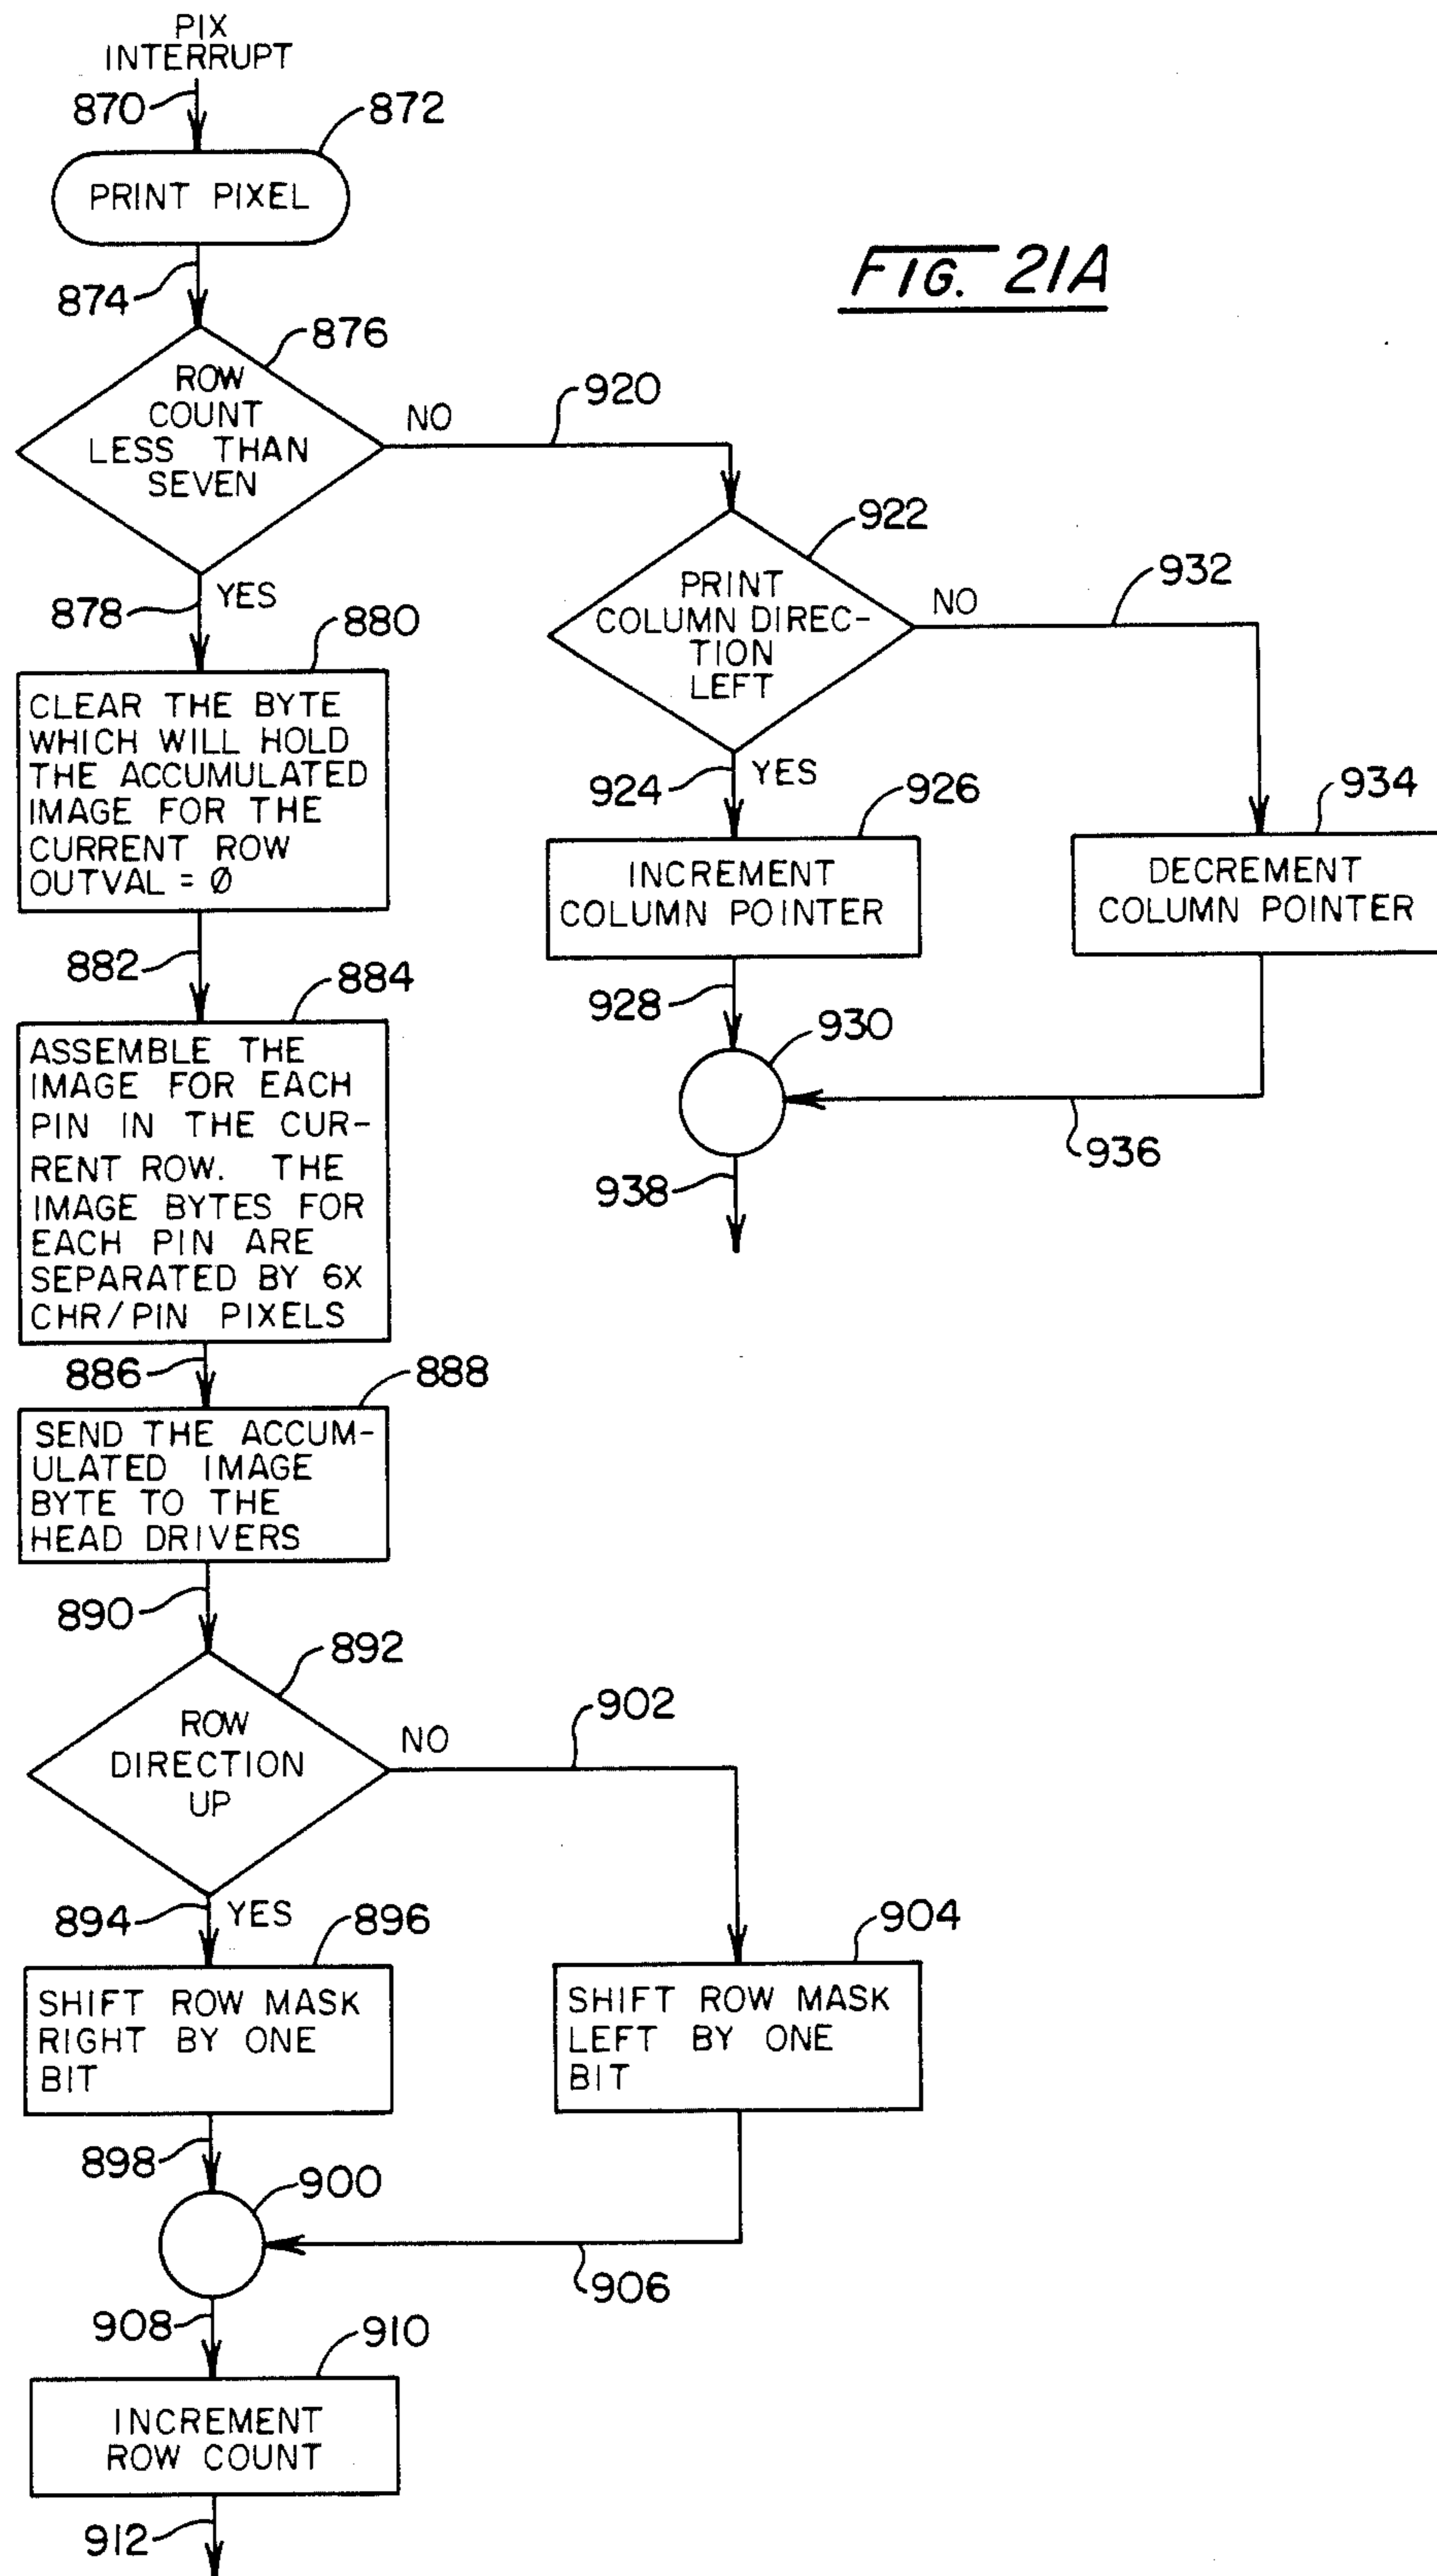 PIX
INTERRUPT
870
872
PRINT PIXEL
874
FIG. 21A
876
ROW
COUNT
LESS THAN
SEVEN
NO
920
878
YES
922
PRINT
COLUMN DIREC-
TION
LEFT
NO
932
880
CLEAR THE BYTE
WHICH WILL HOLD
THE ACCUMULATED
IMAGE FOR THE
CURRENT ROW
OUTVAL = Ø
924
YES
926
INCREMENT
COLUMN POINTER
934
DECREMENT
COLUMN POINTER
882
884
928
930
936
938
ASSEMBLE THE
IMAGE FOR EACH
PIN IN THE CUR-
RENT ROW. THE
IMAGE BYTES FOR
EACH PIN ARE
SEPARATED BY 6X
CHR/PIN PIXELS
886
888
SEND THE ACCUM-
ULATED IMAGE
BYTE TO THE
HEAD DRIVERS
890
892
ROW
DIRECTION
UP
NO
902
894
YES
896
SHIFT ROW MASK
RIGHT BY ONE
BIT
904
SHIFT ROW MASK
LEFT BY ONE
BIT
898
900
906
908
910
INCREMENT
ROW COUNT
912